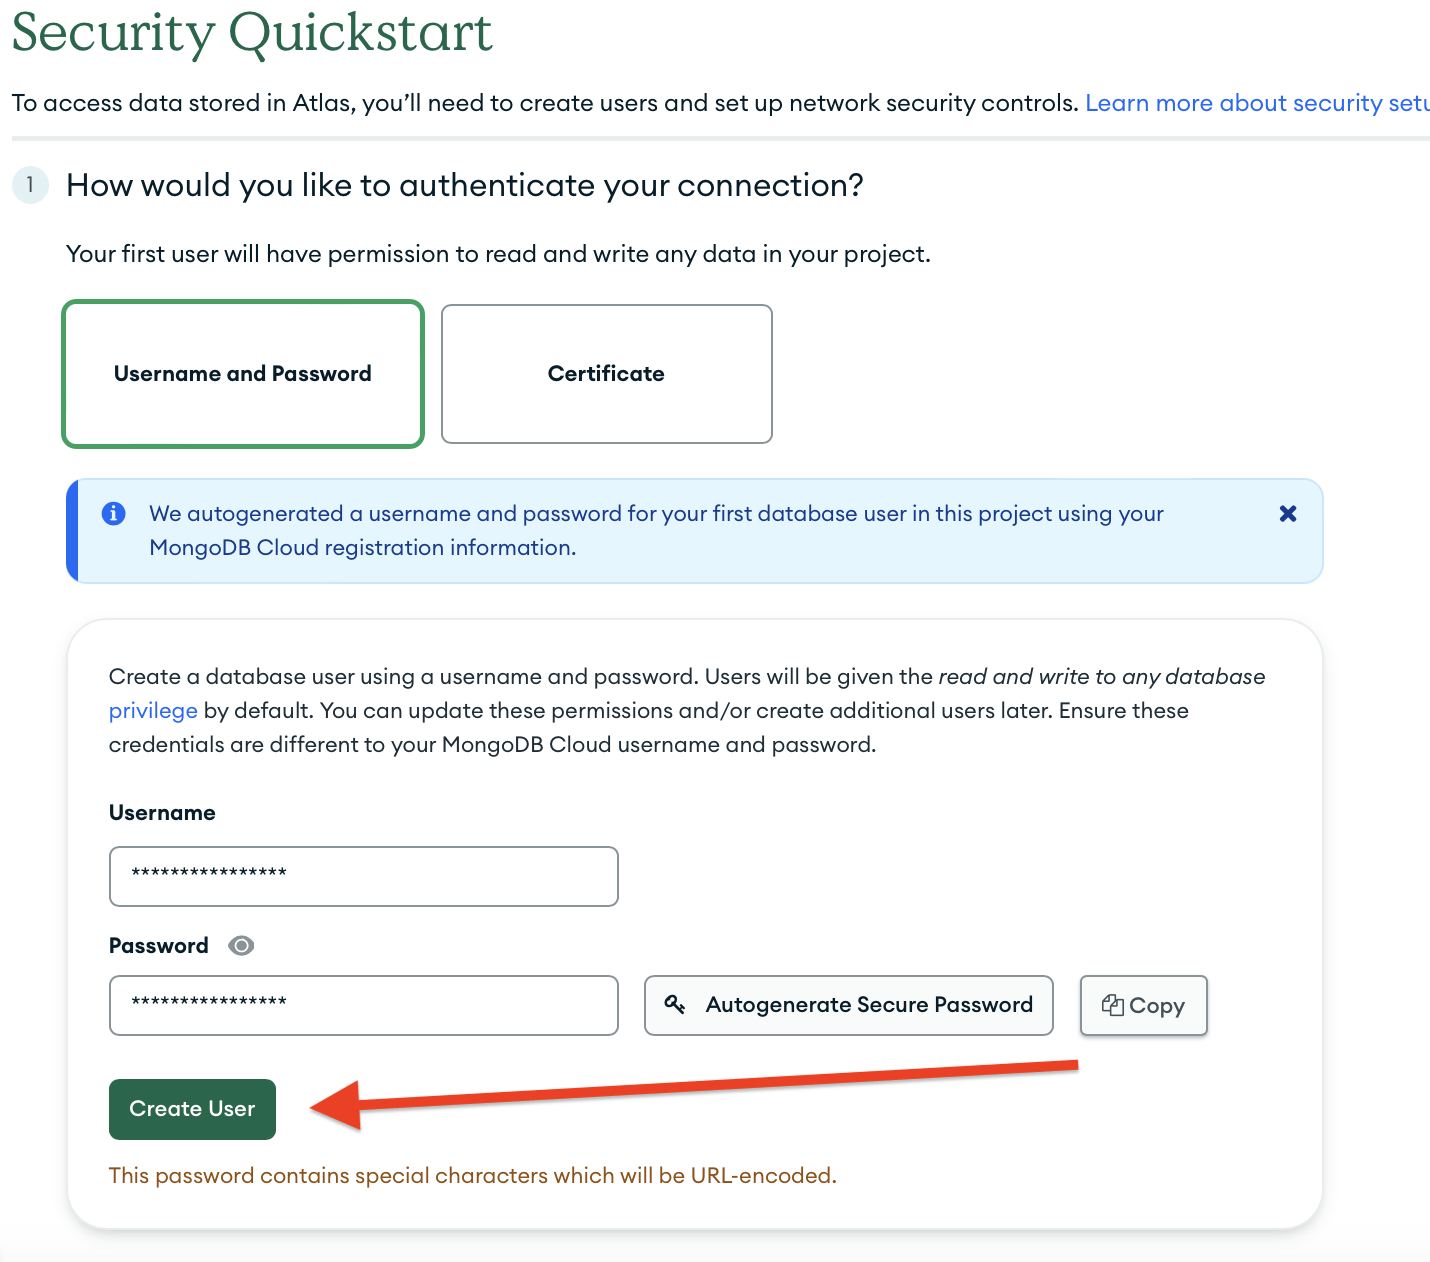 Security Quickstart
To access data stored in Atlas, you'll need to create users and set up network security controls. Learn more about security setu
1 How would you like to authenticate your connection?
Your first user will have permission to read and write any data in your project.
Username and Password Certificate
We autogenerated a username and password for your first database user in this project using your
MongoDB Cloud registration information.
Create a database user using a username and password. Users will be given the read and write to any database
privilege by default. You can update these permissions and/or create additional users later. Ensure these
credentials are different to your MongoDB Cloud username and password.
Username
****************
Password
****************
Autogenerate Secure Password Copy
Create User
This password contains special characters which will be URL-encoded.